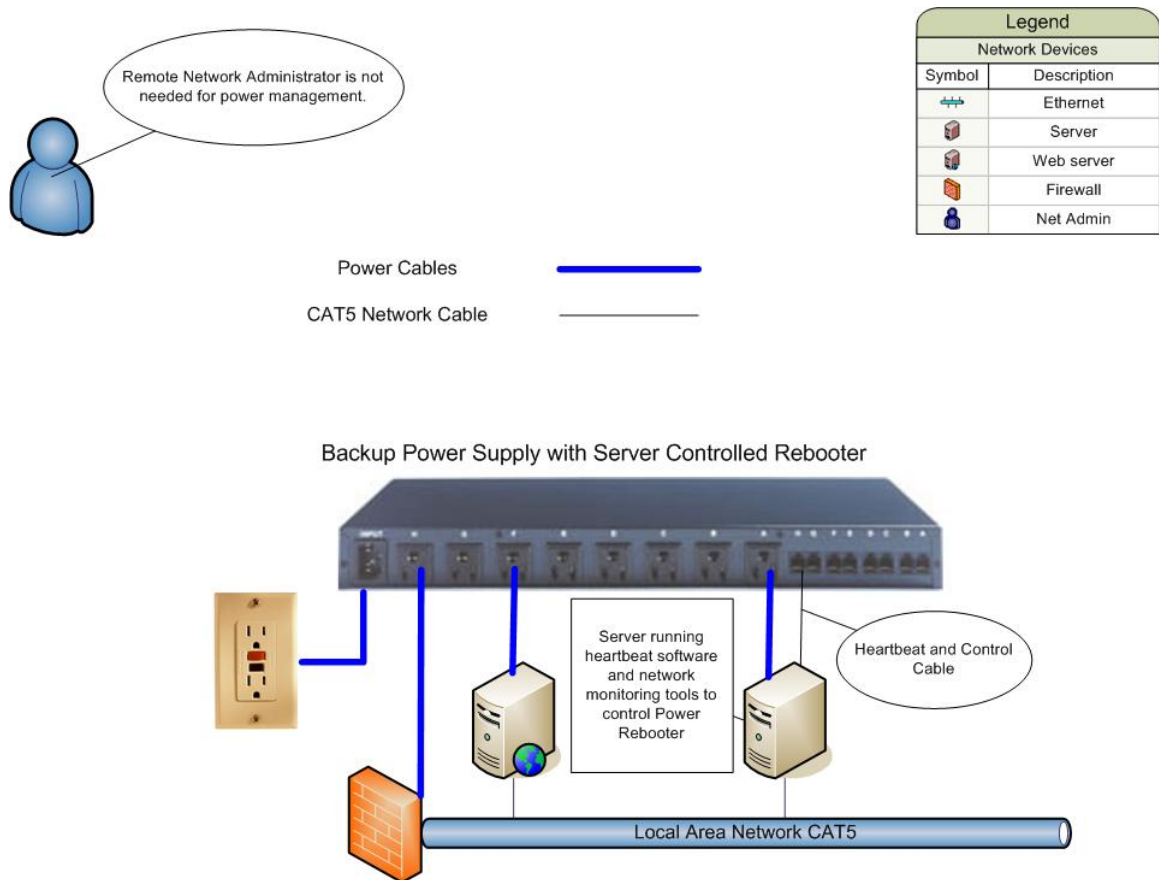 Remote Network Administrator is not
needed for power management.
Legend
Network Devices
Symbol Description
Ethernet
Server
Web server
Firewall
Net Admin
Power Cables
CAT5 Network Cable
Backup Power Supply with Server Controlled Rebooter
INPUT H G F E D C B A H G F E D C B A
Server running
heartbeat software
and network
monitoring tools to
control Power
Rebooter
Heartbeat and Control
Cable
Local Area Network CAT5